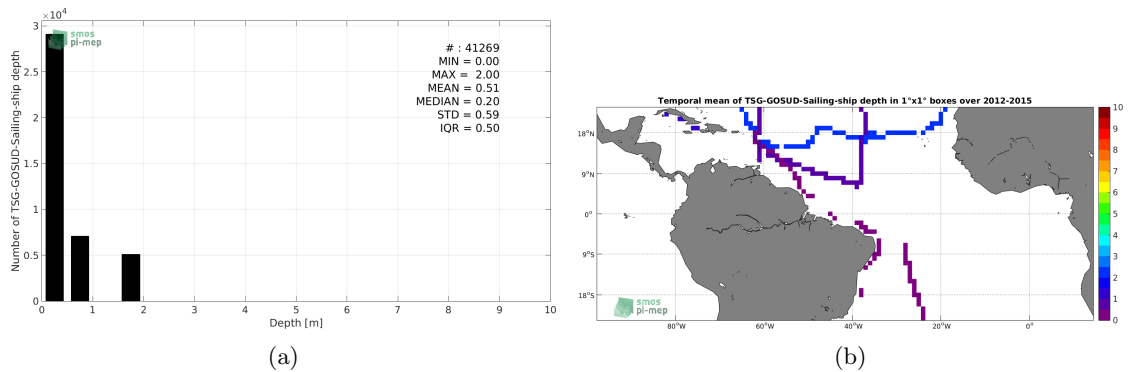 ×10⁴
3
2.5
2
1.5
1
0.5
0
Number of TSG-GOSUD-Sailing-ship depth
smos
pi-mep
# : 41269
MIN = 0.00
MAX = 2.00
MEAN = 0.51
MEDIAN = 0.20
STD = 0.59
IQR = 0.50
0 1 2 3 4 5 6 7 8 9 10
Depth [m]
(a)
Temporal mean of TSG-GOSUD-Sailing-ship depth in 1°x1° boxes over 2012-2015
18°N
9°N
0°
9°S
18°S
smos
pi-mep
80°W 60°W 40°W 20°W 0°
10
9
8
7
6
5
4
3
2
1
0
(b)